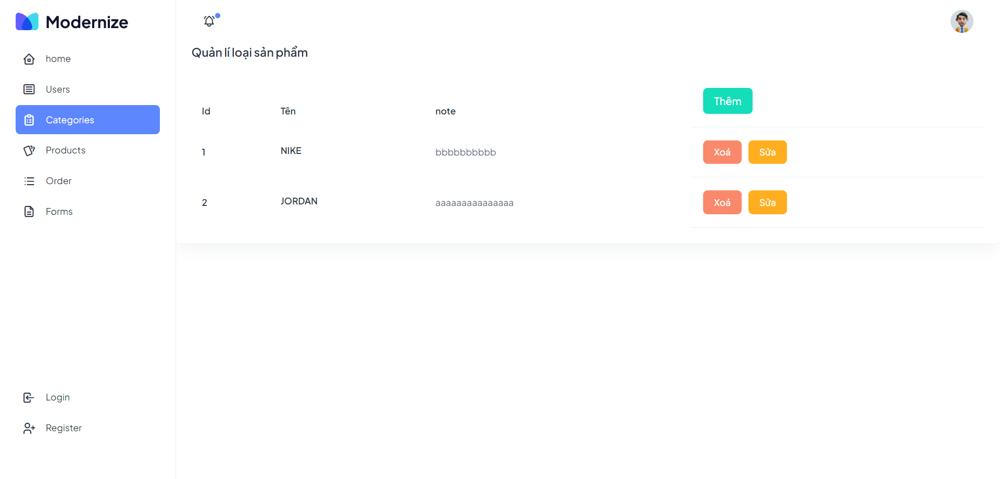 Modernize
home
Users
Categories
Products
Order
Forms
Login
Register
Quản lí loại sản phẩm
Id Tên note Thêm
1 NIKE bbbbbbbbbb Xoá Sửa
2 JORDAN aaaaaaaaaaaaaaa Xoá Sửa